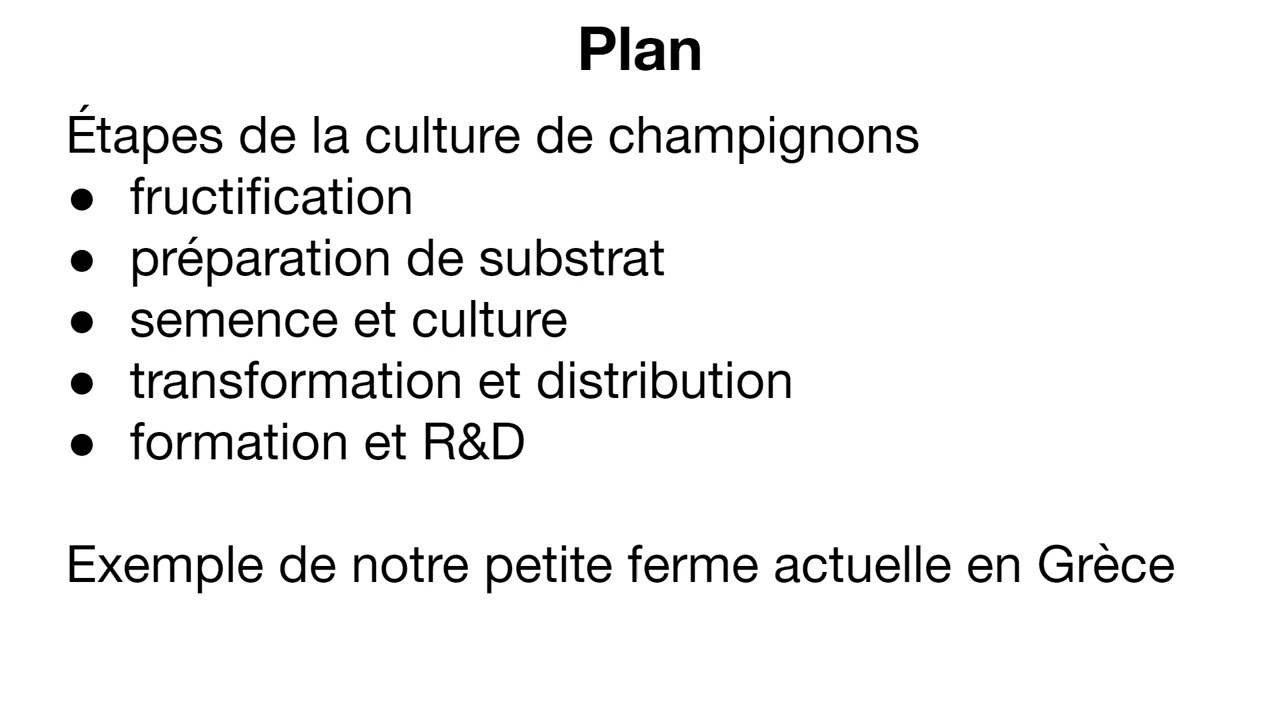 Plan
Étapes de la culture de champignons
● fructification
● préparation de substrat
● semence et culture
● transformation et distribution
● formation et R&D
Exemple de notre petite ferme actuelle en Grèce